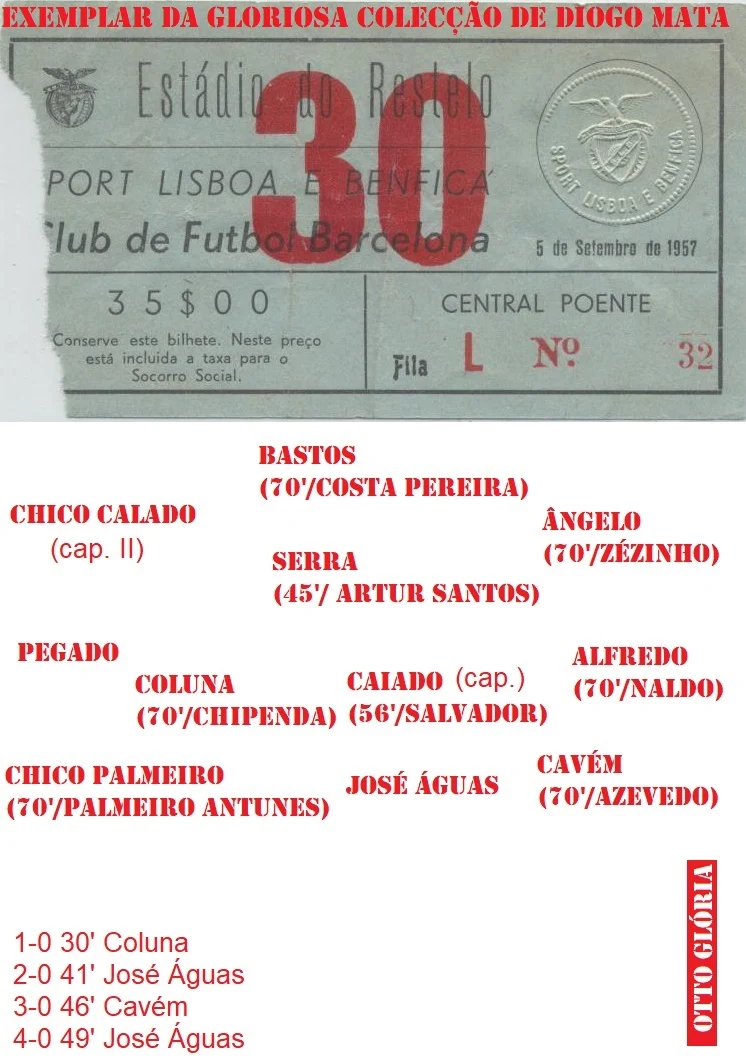 EXEMPLAR DA GLORIOSA COLECÇÃO DE DIOGO MATA
Estádio do Restelo
30
PORT LISBOA E BENFICA
SPORT LISBOA E BENFICA
Club de Futbol Barcelona
5 de Setembro de 1957
35$00
CENTRAL POENTE
Conserve este bilhete. Neste preço
está incluida a taxa para o
Socorro Social.
Fila L Nº 32
BASTOS
(70'/COSTA PEREIRA)
CHICO CALADO
(cap. II)
ÂNGELO
(70'/ZÉZINHO)
SERRA
(45'/ ARTUR SANTOS)
PEGADO
COLUNA
(70'/CHIPENDA)
CAIADO (cap.)
(56'/SALVADOR)
ALFREDO
(70'/NALDO)
CHICO PALMEIRO
(70'/PALMEIRO ANTUNES)
JOSÉ ÁGUAS
CAVÉM
(70'/AZEVEDO)
OTTO GLÓRIA
1-0 30' Coluna
2-0 41' José Águas
3-0 46' Cavém
4-0 49' José Águas